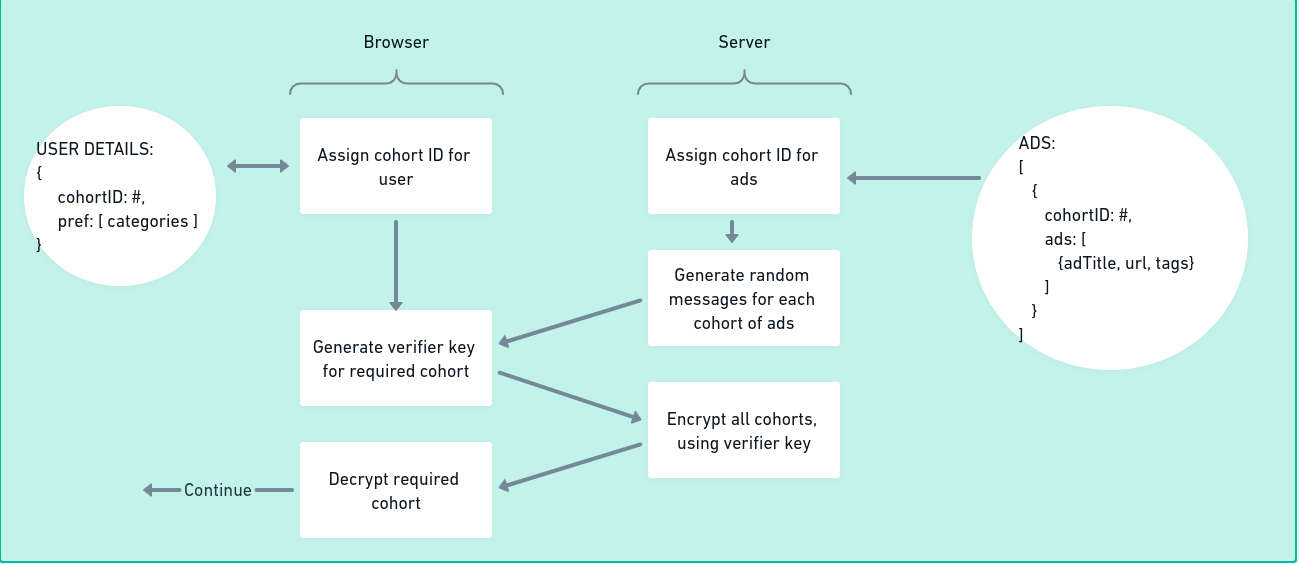 Browser
Server
USER DETAILS:
{
cohortID: #,
pref: [ categories ]
}
Assign cohort ID for
user
Assign cohort ID for
ads
ADS:
[
{
cohortID: #,
ads: [
{adTitle, url, tags}
]
}
]
Generate random
messages for each
cohort of ads
Generate verifier key
for required cohort
Encrypt all cohorts,
using verifier key
Decrypt required
cohort
Continue